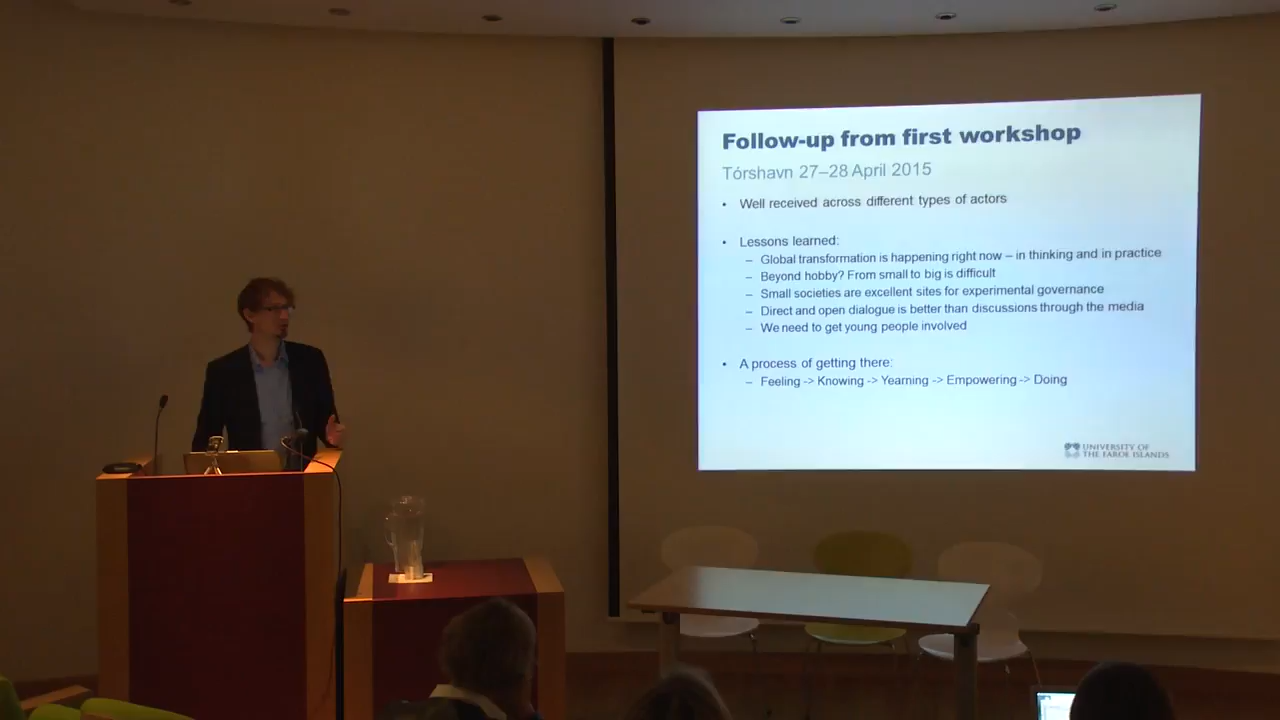 Follow-up from first workshop
Tórshavn 27–28 April 2015
• Well received across different types of actors
• Lessons learned:
– Global transformation is happening right now – in thinking and in practice
– Beyond hobby? From small to big is difficult
– Small societies are excellent sites for experimental governance
– Direct and open dialogue is better than discussions through the media
– We need to get young people involved
• A process of getting there:
– Feeling -> Knowing -> Yearning -> Empowering -> Doing
UNIVERSITY OF
THE FAROE ISLANDS